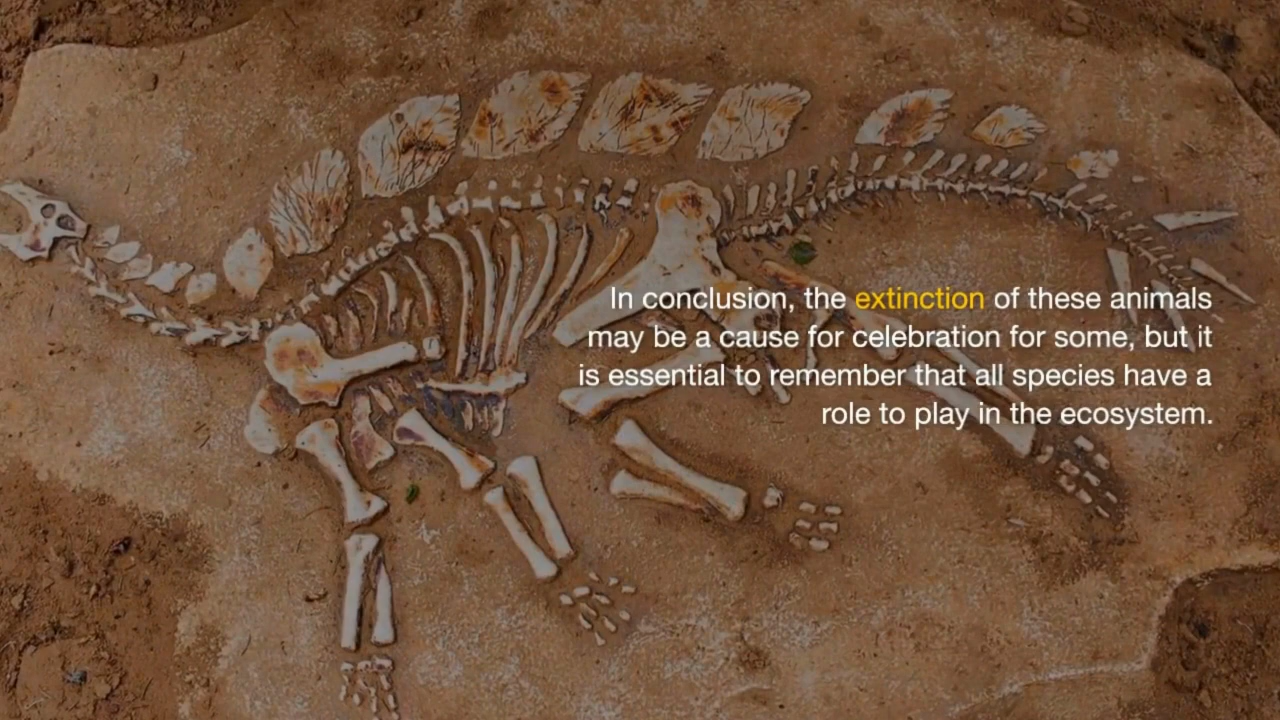 In conclusion, the extinction of these animals
may be a cause for celebration for some, but it
is essential to remember that all species have a
role to play in the ecosystem.